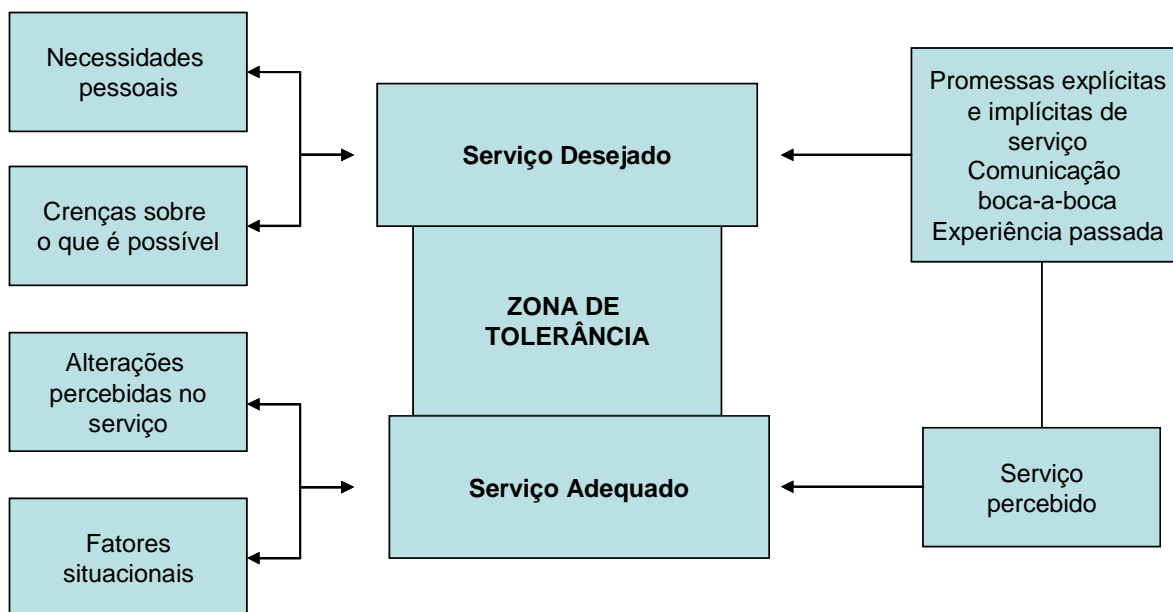 Necessidades
pessoais
Crenças sobre
o que é possível
Alterações
percebidas no
serviço
Fatores
situacionais
Serviço Desejado
ZONA DE
TOLERÂNCIA
Serviço Adequado
Promessas explícitas
e implícitas de
serviço
Comunicação
boca-a-boca
Experiência passada
Serviço
percebido